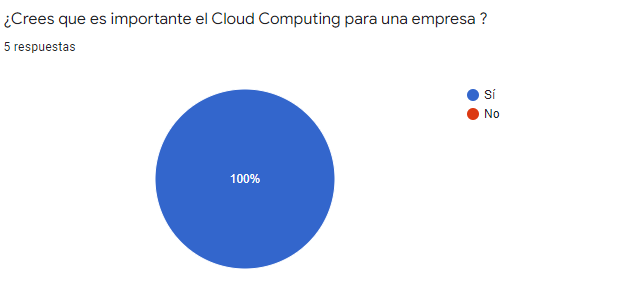 ¿Crees que es importante el Cloud Computing para una empresa ?
5 respuestas
Sí
No
100%